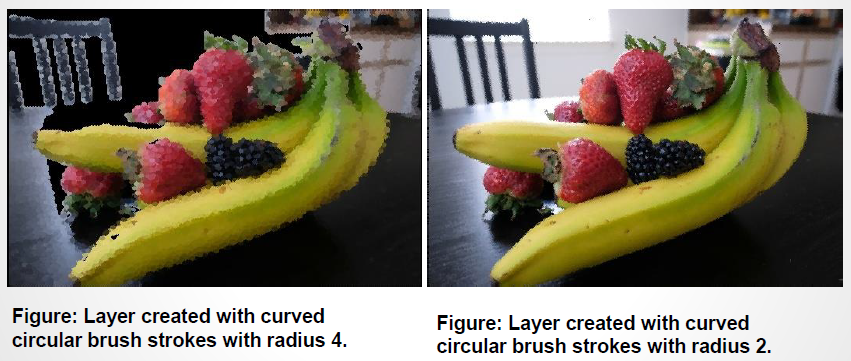 Figure: Layer created with curved
circular brush strokes with radius 4.
Figure: Layer created with curved
circular brush strokes with radius 2.